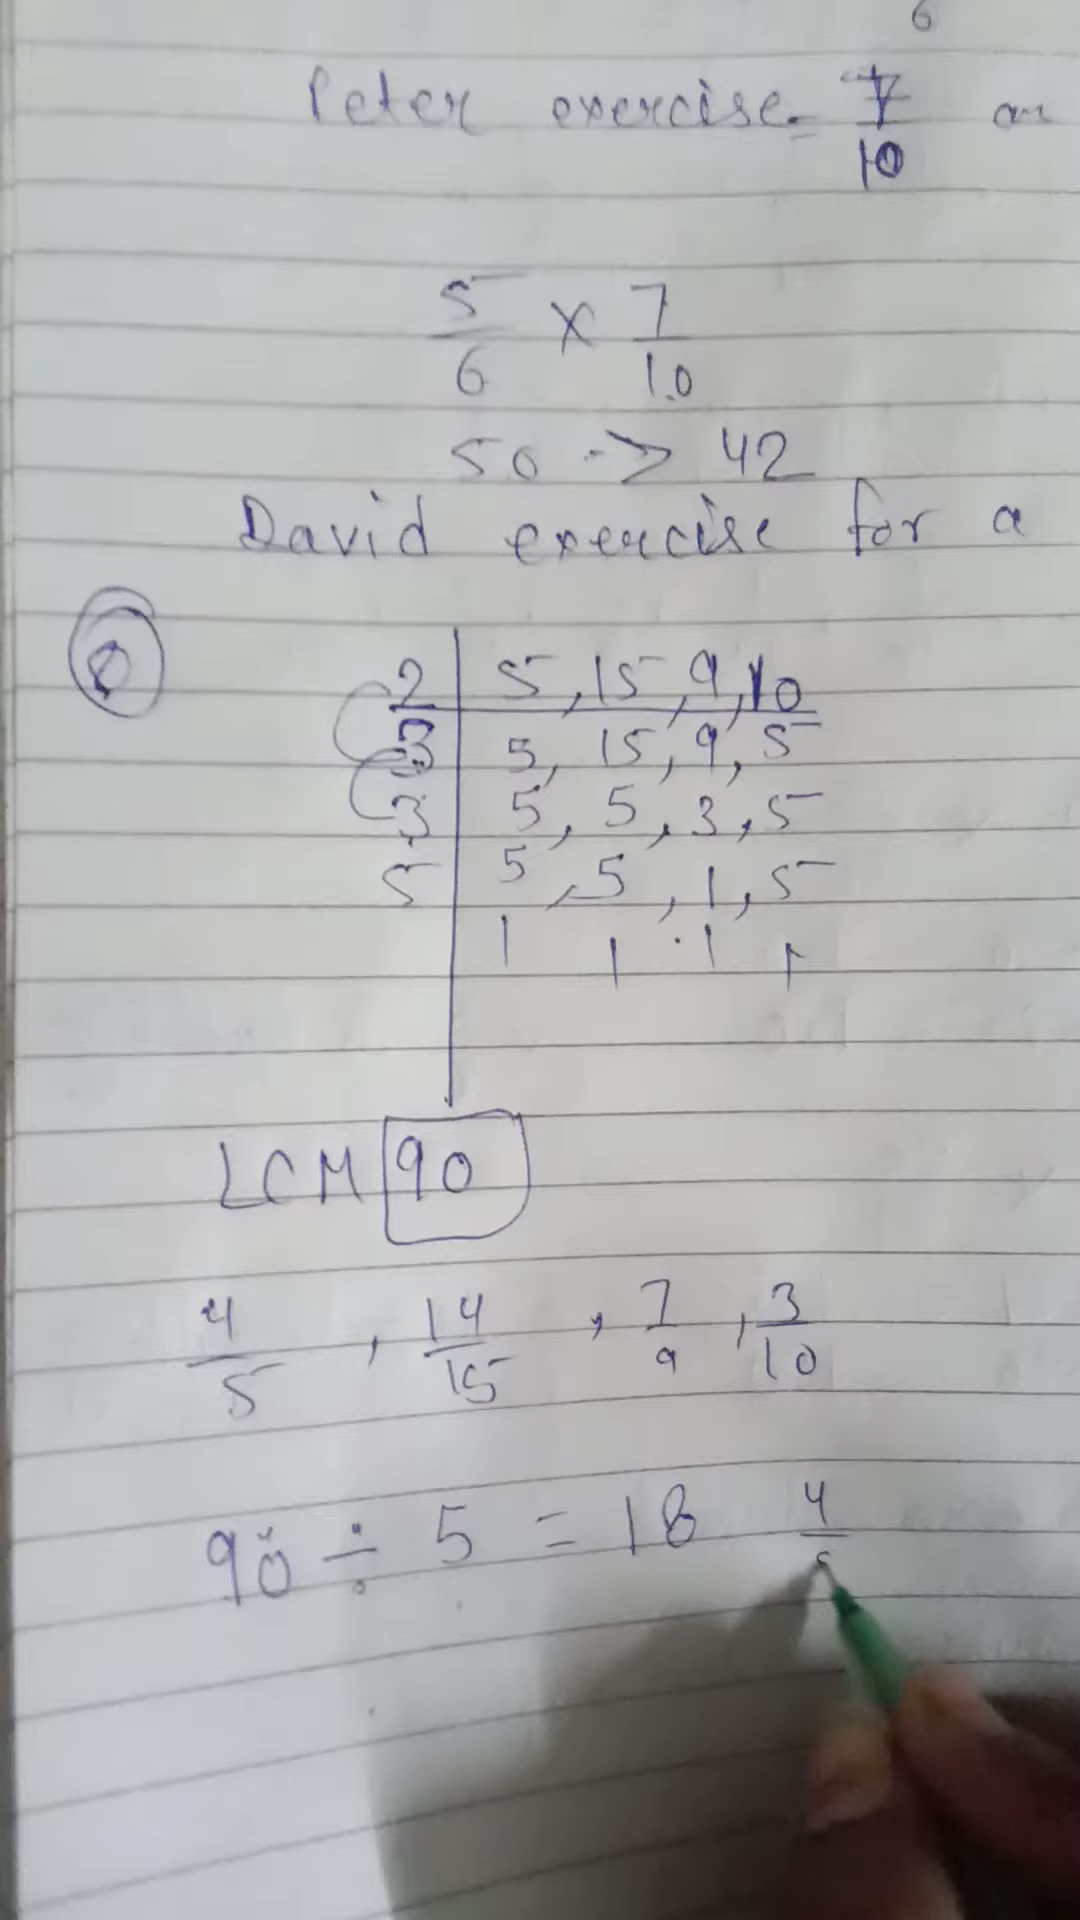 6
Peter exercise. 7/10
5/6 × 7/10
50 > 42
David exercise for a
2 | 5, 15, 9, 10
3 | 5, 15, 9, 5
3 | 5, 5, 3, 5
5 | 5, 5, 1, 5
1 1 1 1
LCM 90
4/5, 14/15, 7/9, 3/10
90 ÷ 5 = 18 4